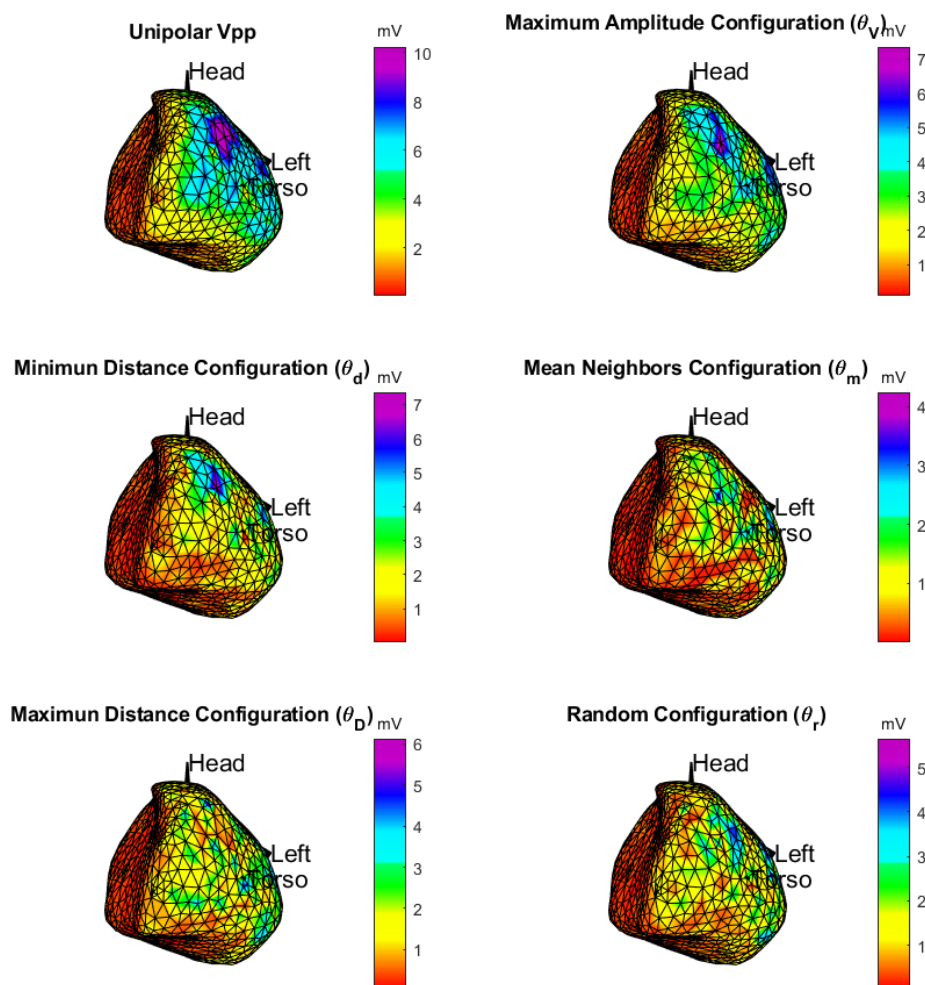 Unipolar Vpp
mV
Maximum Amplitude Configuration (θV)
mV
Head
Left
Torso
10
8
6
4
2
Head
Left
Torso
7
6
5
4
3
2
1
Minimun Distance Configuration (θd)
mV
Mean Neighbors Configuration (θm)
mV
Head
Left
Torso
7
6
5
4
3
2
1
Head
Left
Torso
4
3
2
1
Maximun Distance Configuration (θD)
mV
Random Configuration (θr)
mV
Head
Left
Torso
6
5
4
3
2
1
Head
Left
Torso
5
4
3
2
1